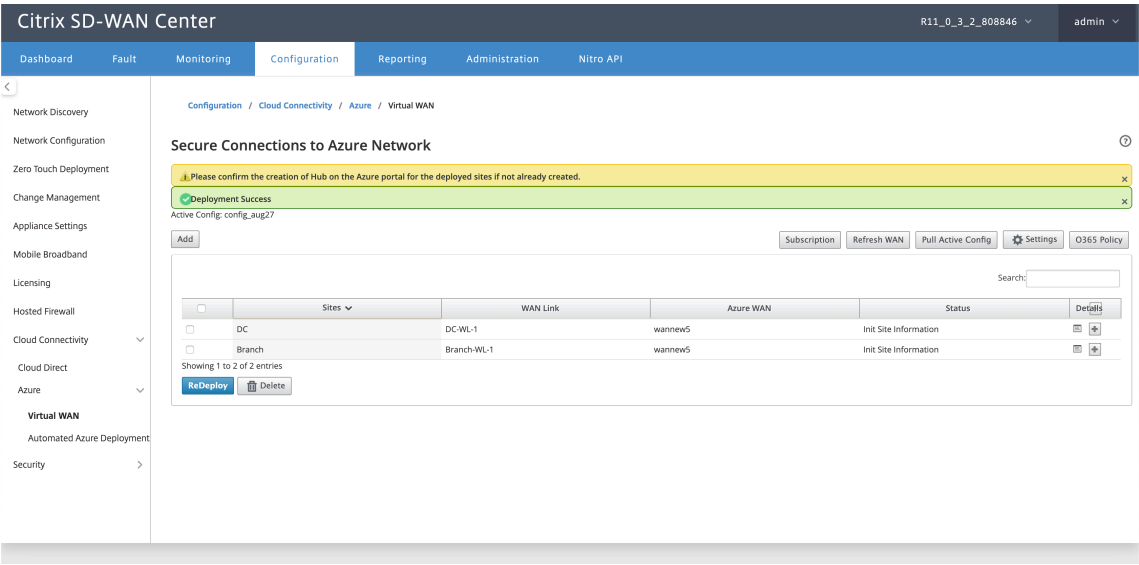 Citrix SD-WAN Center
R11_0_3_2_808846
admin
Dashboard Fault Monitoring Configuration Reporting Administration Nitro API
Network Discovery
Network Configuration
Zero Touch Deployment
Change Management
Appliance Settings
Mobile Broadband
Licensing
Hosted Firewall
Cloud Connectivity
Cloud Direct
Azure
Virtual WAN
Automated Azure Deployment
Security
Configuration / Cloud Connectivity / Azure / Virtual WAN
Secure Connections to Azure Network
Please confirm the creation of Hub on the Azure portal for the deployed sites if not already created.
Deployment Success
Active Config: config_aug27
Add Subscription Refresh WAN Pull Active Config Settings O365 Policy
Search:
Sites WAN Link Azure WAN Status Details
DC DC-WL-1 wannew5 Init Site Information
Branch Branch-WL-1 wannew5 Init Site Information
Showing 1 to 2 of 2 entries
ReDeploy Delete